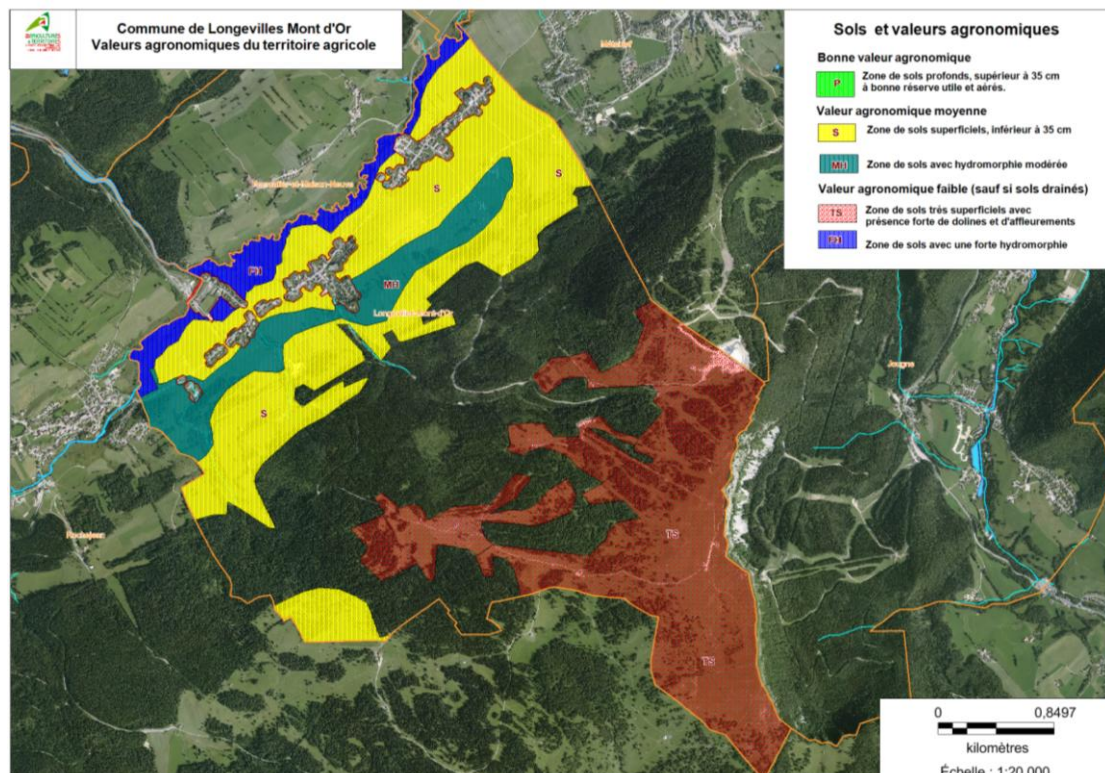 Commune de Longevilles Mont d'Or
Valeurs agronomiques du territoire agricole
Sols et valeurs agronomiques
Bonne valeur agronomique
P
Zone de sols profonds, supérieur à 35 cm
à bonne réserve utile et aérés.
Valeur agronomique moyenne
S
Zone de sols superficiels, inférieur à 35 cm
MH
Zone de sols avec hydromorphie modérée
Valeur agronomique faible (sauf si sols drainés)
TS
Zone de sols trés superficiels avec
présence forte de dolines et d'affleurements
FH
Zone de sols avec une forte hydromorphie
Métabief
S
S
FH
MH
Jougne
S
Rochejean
TS
TS
0 0,8497
kilomètres
Échelle : 1:20 000